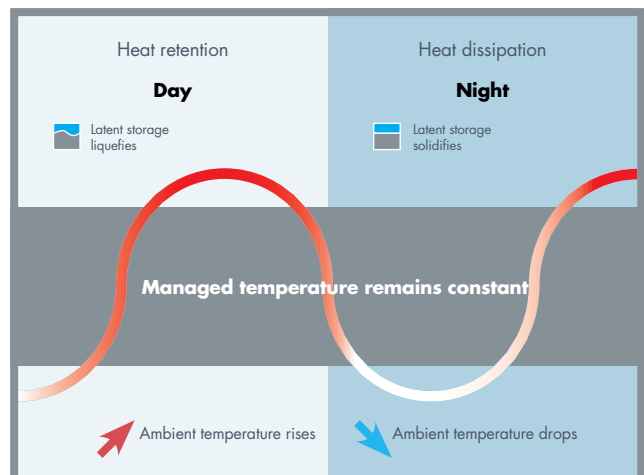 Heat retention
Day
Latent storage
liquefies
Heat dissipation
Night
Latent storage
solidifies
Managed temperature remains constant
Ambient temperature rises
Ambient temperature drops